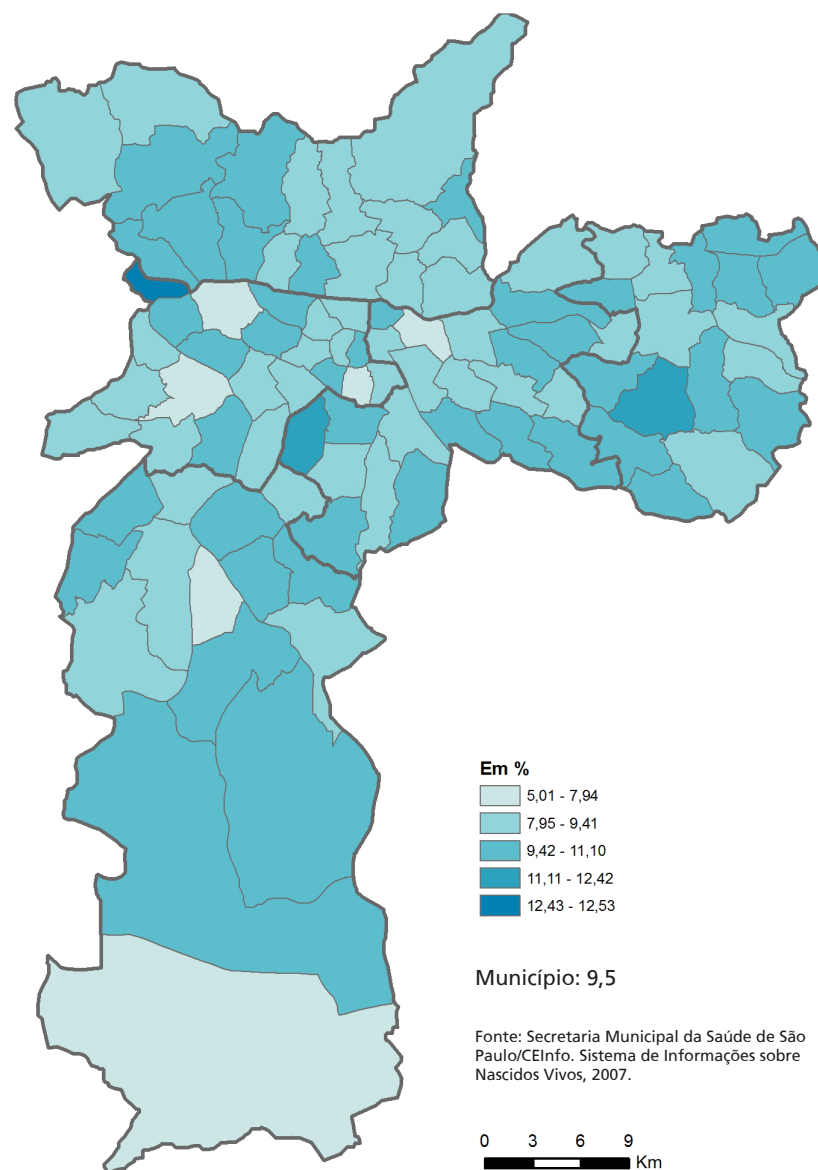 Em %
5,01 - 7,94
7,95 - 9,41
9,42 - 11,10
11,11 - 12,42
12,43 - 12,53
Município: 9,5
Fonte: Secretaria Municipal da Saúde de São
Paulo/CEInfo. Sistema de Informações sobre
Nascidos Vivos, 2007.
0 3 6 9
Km